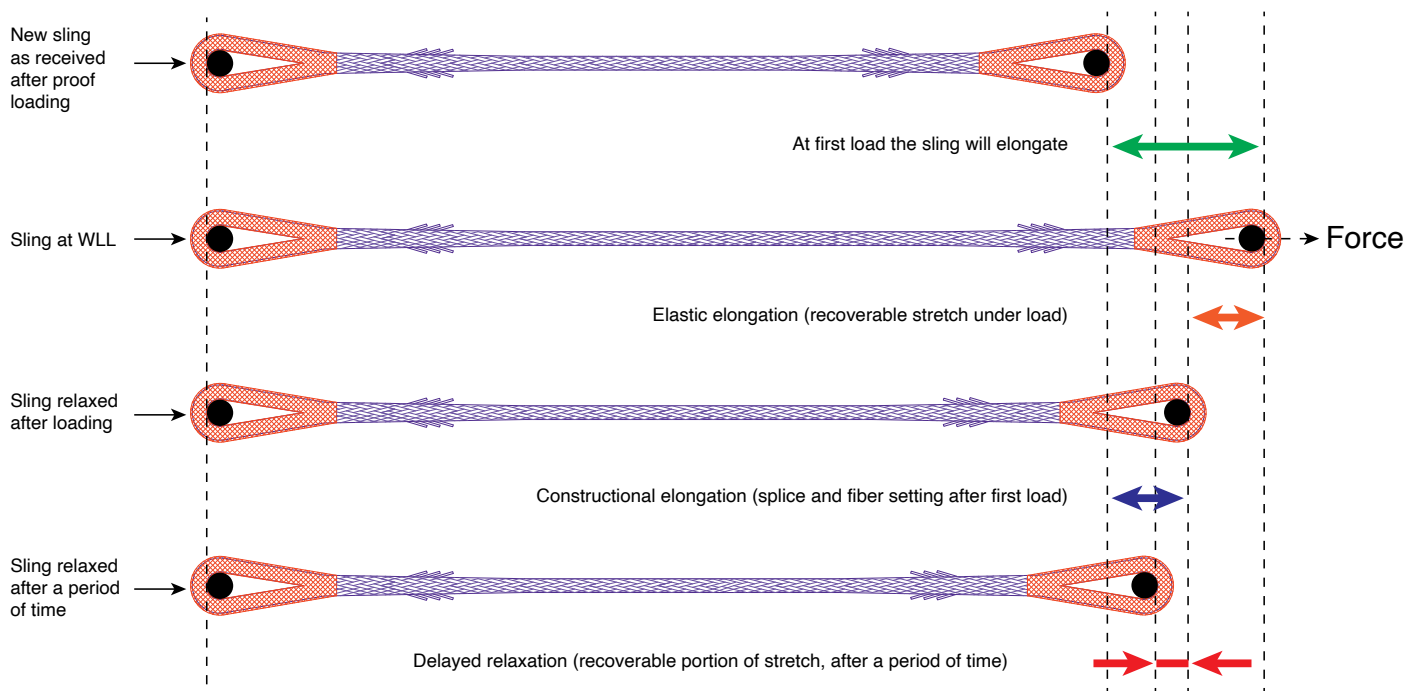 New sling
as received
after proof
loading
At first load the sling will elongate
Sling at WLL
Force
Elastic elongation (recoverable stretch under load)
Sling relaxed
after loading
Constructional elongation (splice and fiber setting after first load)
Sling relaxed
after a period
of time
Delayed relaxation (recoverable portion of stretch, after a period of time)